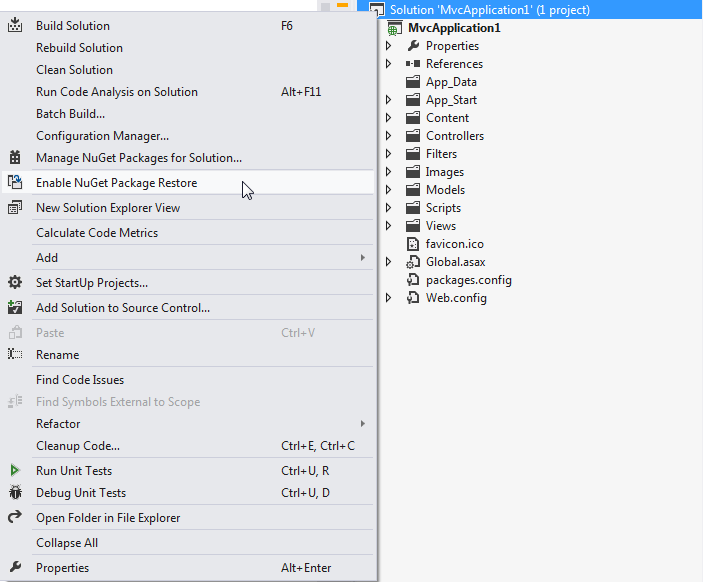 Build Solution F6
Rebuild Solution
Clean Solution
Run Code Analysis on Solution Alt+F11
Batch Build...
Configuration Manager...
Manage NuGet Packages for Solution...
Enable NuGet Package Restore
New Solution Explorer View
Calculate Code Metrics
Add
Set StartUp Projects...
Add Solution to Source Control...
Paste Ctrl+V
Rename
Find Code Issues
Find Symbols External to Scope
Refactor
Cleanup Code... Ctrl+E, Ctrl+C
Run Unit Tests Ctrl+U, R
Debug Unit Tests Ctrl+U, D
Open Folder in File Explorer
Collapse All
Properties Alt+Enter
Solution 'MvcApplication1' (1 project)
MvcApplication1
Properties
References
App_Data
App_Start
Content
Controllers
Filters
Images
Models
Scripts
Views
favicon.ico
Global.asax
packages.config
Web.config